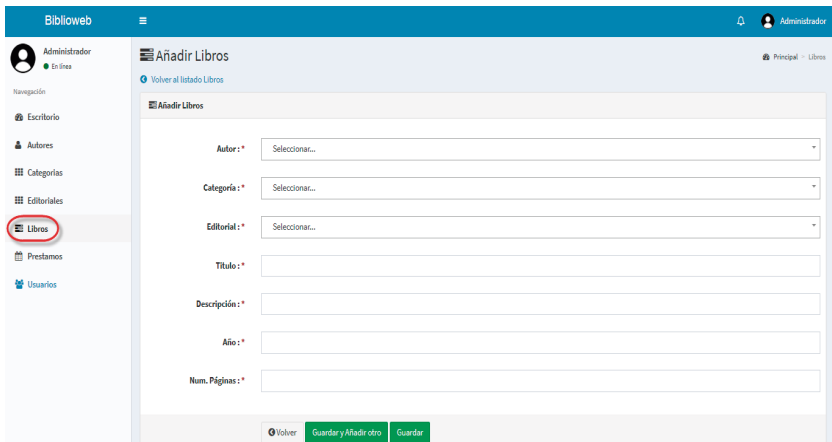 Biblioweb
Administrador
Administrador
En línea
Navegación
Escritorio
Autores
Categorias
Editoriales
Libros
Prestamos
Usuarios
Añadir Libros
Principal > Libros
Volver al listado Libros
Añadir Libros
Autor : * Seleccionar...
Categoría : * Seleccionar...
Editorial : * Seleccionar...
Titulo : *
Descripción : *
Año : *
Num. Páginas : *
Volver Guardar y Añadir otro Guardar